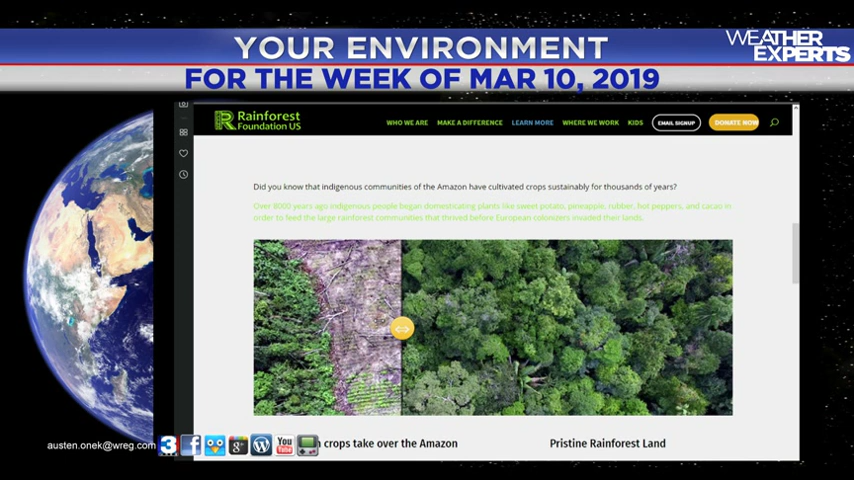 YOUR ENVIRONMENT
FOR THE WEEK OF MAR 10, 2019
WEATHER
EXPERTS
Rainforest
Foundation US
WHO WE ARE MAKE A DIFFERENCE LEARN MORE WHERE WE WORK KIDS EMAIL SIGNUP DONATE NOW
Did you know that indigenous communities of the Amazon have cultivated crops sustainably for thousands of years?
Over 8000 years ago indigenous people began domesticating plants like sweet potato, pineapple, rubber, hot peppers, and cacao in
order to feed the large rainforest communities that thrived before European colonizers invaded their lands.
crops take over the Amazon Pristine Rainforest Land
austen.onek@wreg.com 3 f g+ W You Tube